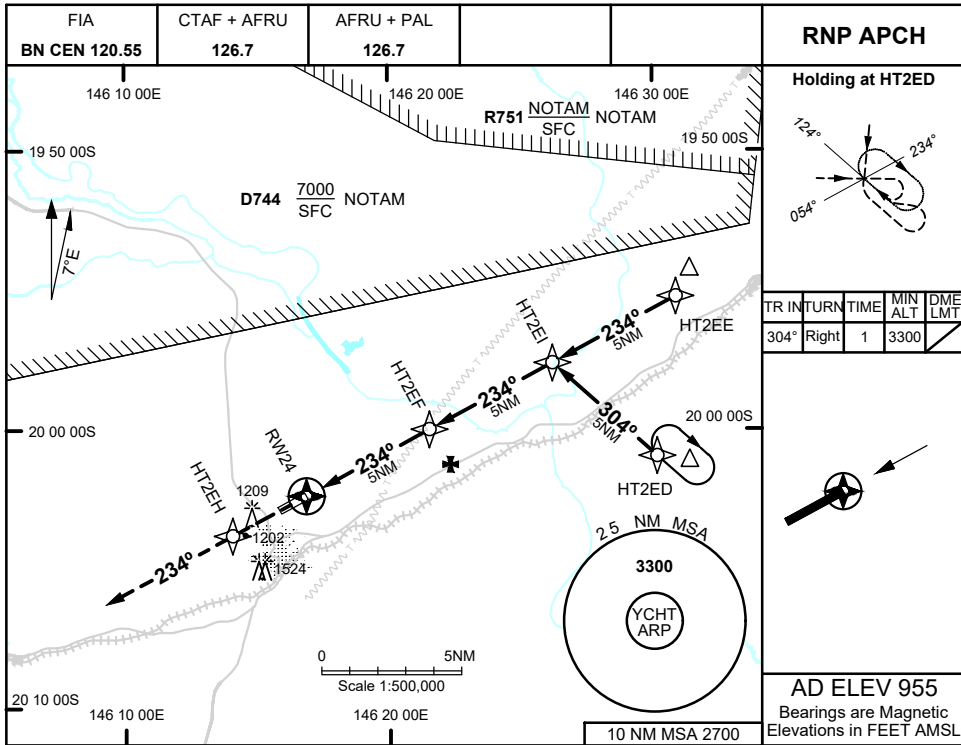 FIA
BN CEN 120.55
CTAF + AFRU
126.7
AFRU + PAL
126.7
RNP APCH
146 10 00E
146 20 00E
146 30 00E
R751 NOTAM
SFC
NOTAM
19 50 00S
19 50 00S
D744 7000
SFC
NOTAM
7°E
HT2EE
234°
5NM
HT2EI
234°
5NM
HT2EF
304°
5NM
20 00 00S
20 00 00S
HT2ED
234°
5NM
RW24
HT2EH
1209
1202
1524
234°
25 NM MSA
3300
YCHT
ARP
0
5NM
Scale 1:500,000
20 10 00S
146 10 00E
146 20 00E
10 NM MSA 2700
Holding at HT2ED
124°
234°
054°
TR IN
TURN
TIME
MIN
ALT
DME
LMT
304°
Right
1
3300
AD ELEV 955
Bearings are Magnetic
Elevations in FEET AMSL